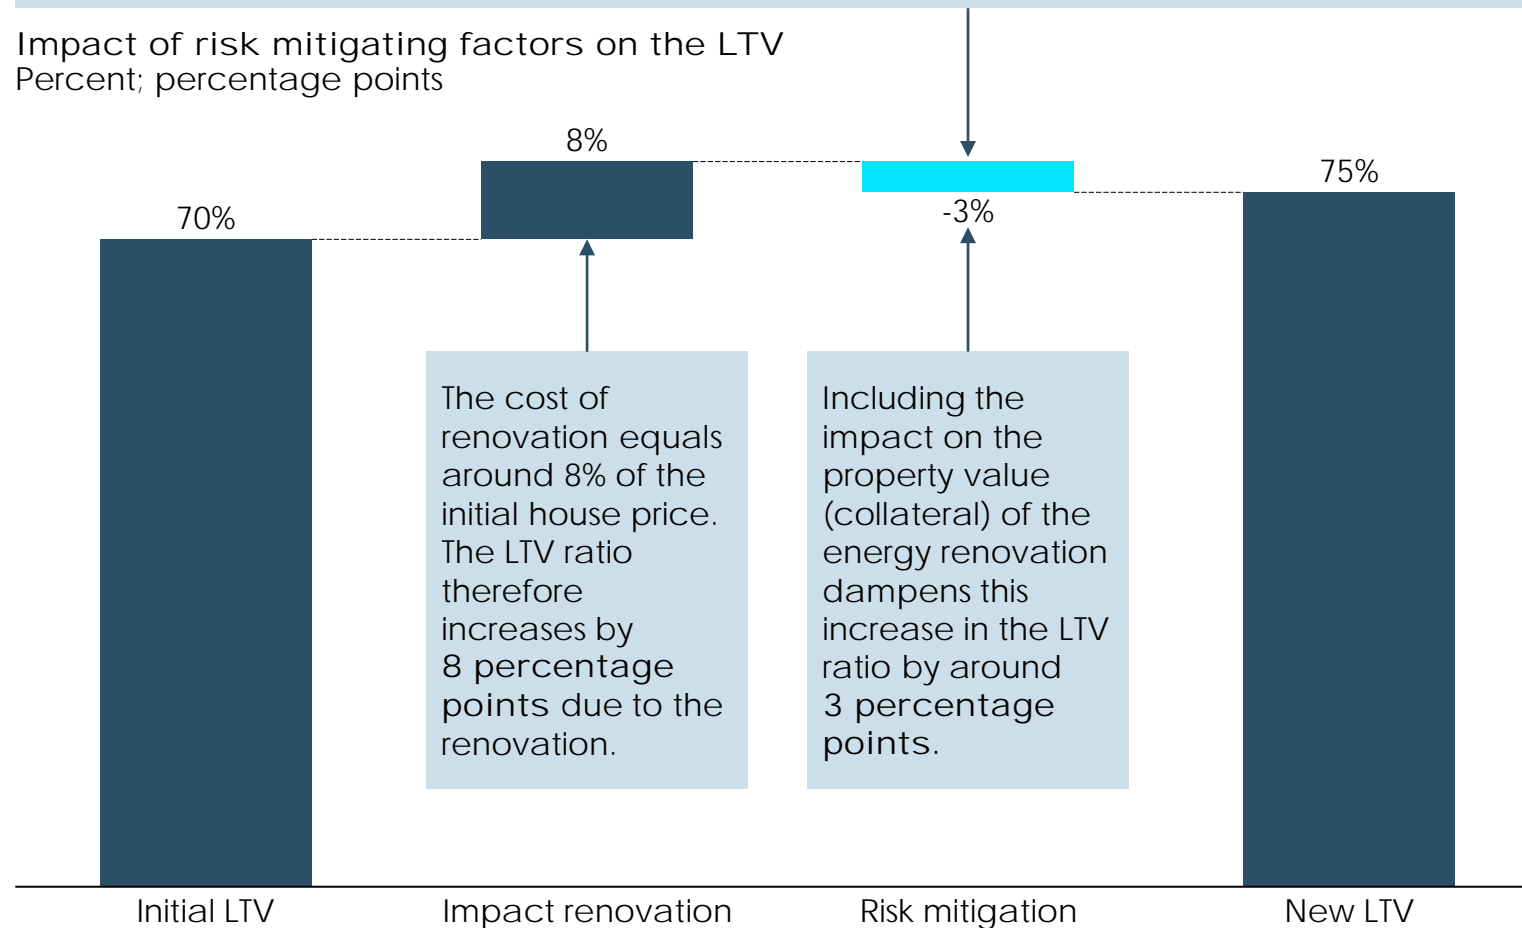 Impact of risk mitigating factors on the LTV
Percent; percentage points
8%
75%
70%
-3%
The cost of
renovation equals
around 8% of the
initial house price.
The LTV ratio
therefore
increases by
8 percentage
points due to the
renovation.
Including the
impact on the
property value
(collateral) of the
energy renovation
dampens this
increase in the LTV
ratio by around
3 percentage
points.
Initial LTV
Impact renovation
Risk mitigation
New LTV